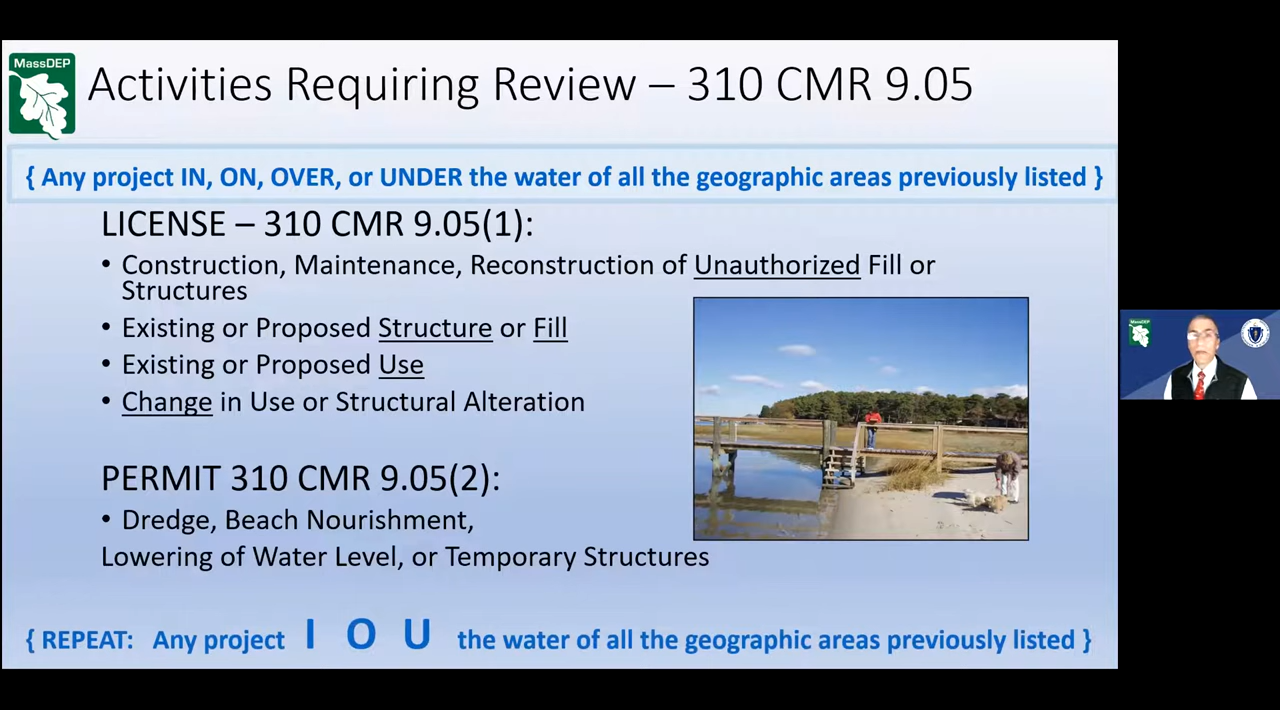 MassDEP
Activities Requiring Review – 310 CMR 9.05
{ Any project IN, ON, OVER, or UNDER the water of all the geographic areas previously listed }
LICENSE – 310 CMR 9.05(1):
• Construction, Maintenance, Reconstruction of Unauthorized Fill or
Structures
• Existing or Proposed Structure or Fill
• Existing or Proposed Use
• Change in Use or Structural Alteration
PERMIT 310 CMR 9.05(2):
• Dredge, Beach Nourishment,
Lowering of Water Level, or Temporary Structures
{ REPEAT: Any project I O U the water of all the geographic areas previously listed }
MassDEP